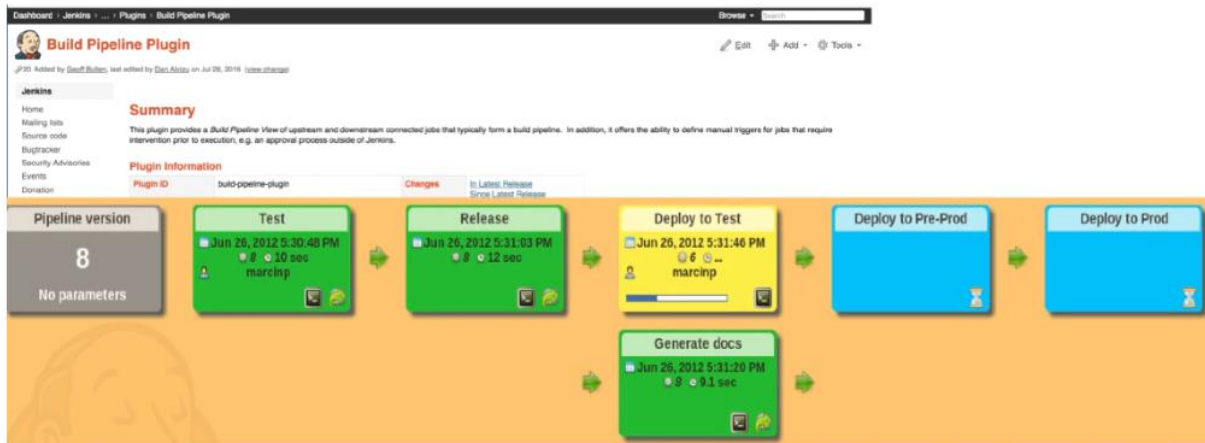 Dashboard › Jenkins › ... › Plugins › Build Pipeline Plugin
Browse
Search
Build Pipeline Plugin
Edit
Add
Tools
20 Added by Geoff Bullen, last edited by Dan Alvizu on Jul 28, 2016 (view change)
Jenkins
Home
Mailing lists
Source code
Bugtracker
Security Advisories
Events
Donation
Summary
This plugin provides a Build Pipeline View of upstream and downstream connected jobs that typically form a build pipeline. In addition, it offers the ability to define manual triggers for jobs that require
intervention prior to execution, e.g. an approval process outside of Jenkins.
Plugin Information
Plugin ID
build-pipeline-plugin
Changes
In Latest Release
Since Latest Release
Pipeline version
8
No parameters
Test
Jun 26, 2012 5:30:48 PM
8 10 sec
marcinp
Release
Jun 26, 2012 5:31:03 PM
8 12 sec
Deploy to Test
Jun 26, 2012 5:31:46 PM
6 ...
marcinp
Deploy to Pre-Prod
Deploy to Prod
Generate docs
Jun 26, 2012 5:31:20 PM
8 9.1 sec